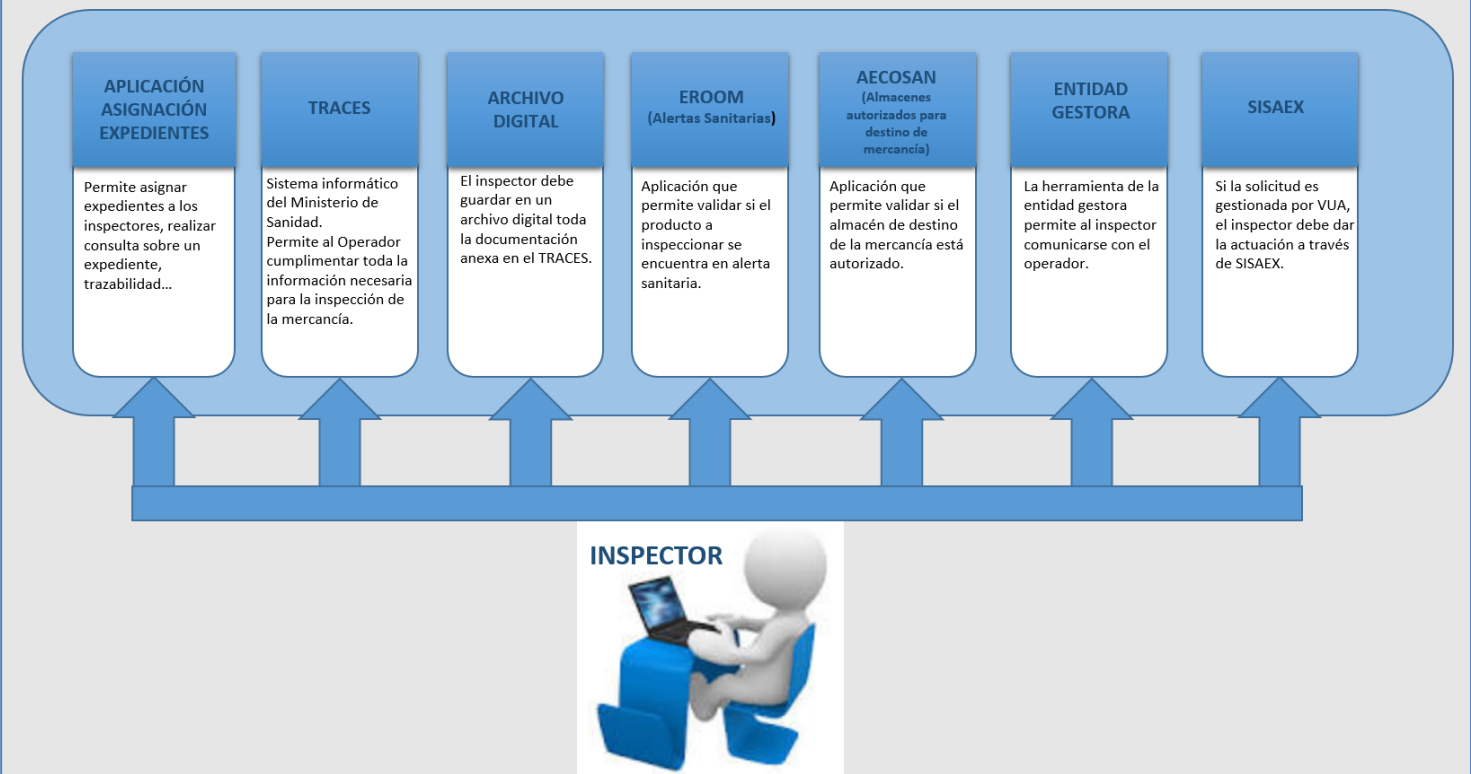 APLICACIÓN
ASIGNACIÓN
EXPEDIENTES
Permite asignar
expedientes a los
inspectores, realizar
consulta sobre un
expediente,
trazabilidad...
TRACES
Sistema informático
del Ministerio de
Sanidad.
Permite al Operador
cumplimentar toda la
información necesaria
para la inspección de
la mercancía.
ARCHIVO
DIGITAL
El inspector debe
guardar en un
archivo digital toda
la documentación
anexa en el TRACES.
EROOM
(Alertas Sanitarias)
Aplicación que
permite validar si el
producto a
inspeccionar se
encuentra en alerta
sanitaria.
AECOSAN
(Almacenes
autorizados para
destino de
mercancía)
Aplicación que
permite validar si el
almacén de destino
de la mercancía está
autorizado.
ENTIDAD
GESTORA
La herramienta de la
entidad gestora
permite al inspector
comunicarse con el
operador.
SISAEX
Si la solicitud es
gestionada por VUA,
el inspector debe dar
la actuación a través
de SISAEX.
INSPECTOR